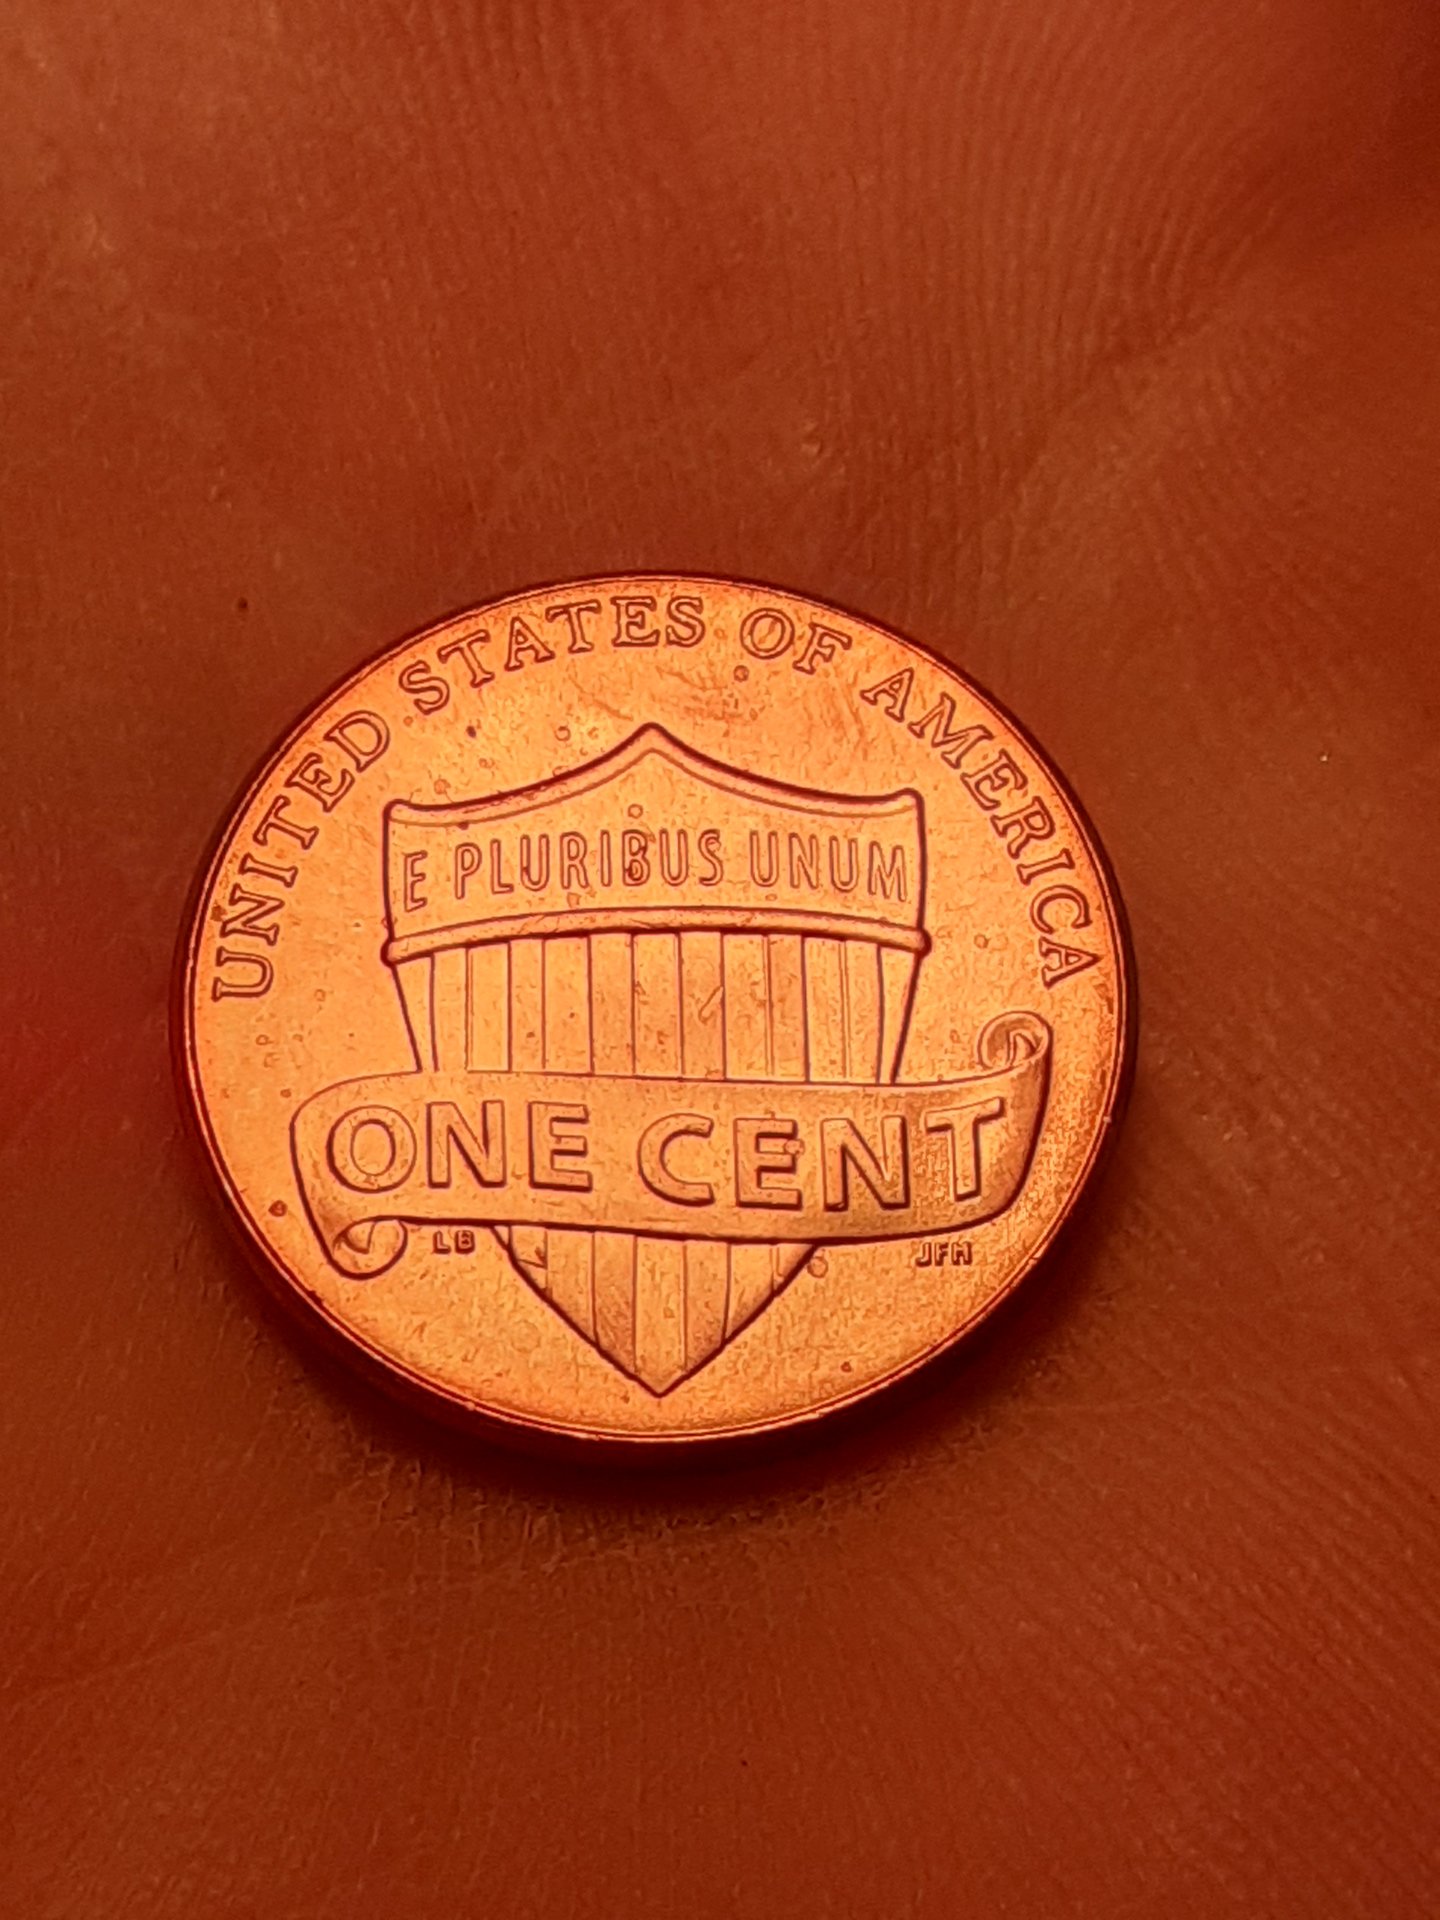 UNITED STATES OF AMERICA
E PLURIBUS UNUM
ONE CENT
LB
JFM